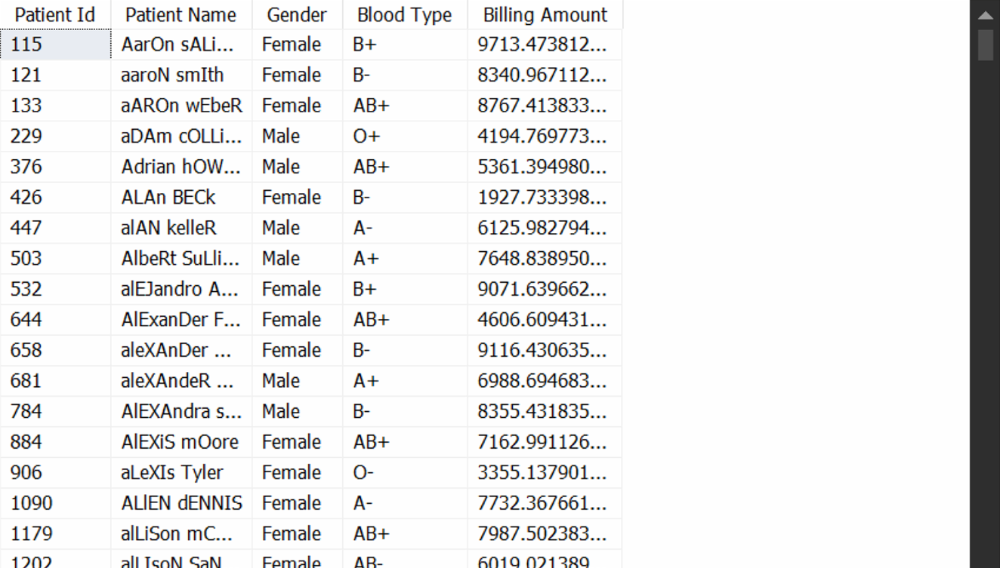 Patient Id Patient Name Gender Blood Type Billing Amount
115 AarOn sALi... Female B+ 9713.473812...
121 aaroN smIth Female B- 8340.967112...
133 aAROn wEbeR Female AB+ 8767.413833...
229 aDAm cOLLi... Male O+ 4194.769773...
376 Adrian hOW... Male AB+ 5361.394980...
426 ALAn BECk Female B- 1927.733398...
447 alAN kelleR Male A- 6125.982794...
503 AlbeRt SuLli... Male A+ 7648.838950...
532 alEJandro A... Female B+ 9071.639662...
644 AlExanDer F... Female AB+ 4606.609431...
658 aleXAnDer ... Female B- 9116.430635...
681 aleXAndeR ... Male A+ 6988.694683...
784 AlEXAndra s... Male B- 8355.431835...
884 AlEXiS mOore Female AB+ 7162.991126...
906 aLeXIs Tyler Female O- 3355.137901...
1090 ALlEN dENNIS Female A- 7732.367661...
1179 alLiSon mC... Female AB+ 7987.502383...
1202 alLIsoN SaN Female AB- 6019.021389